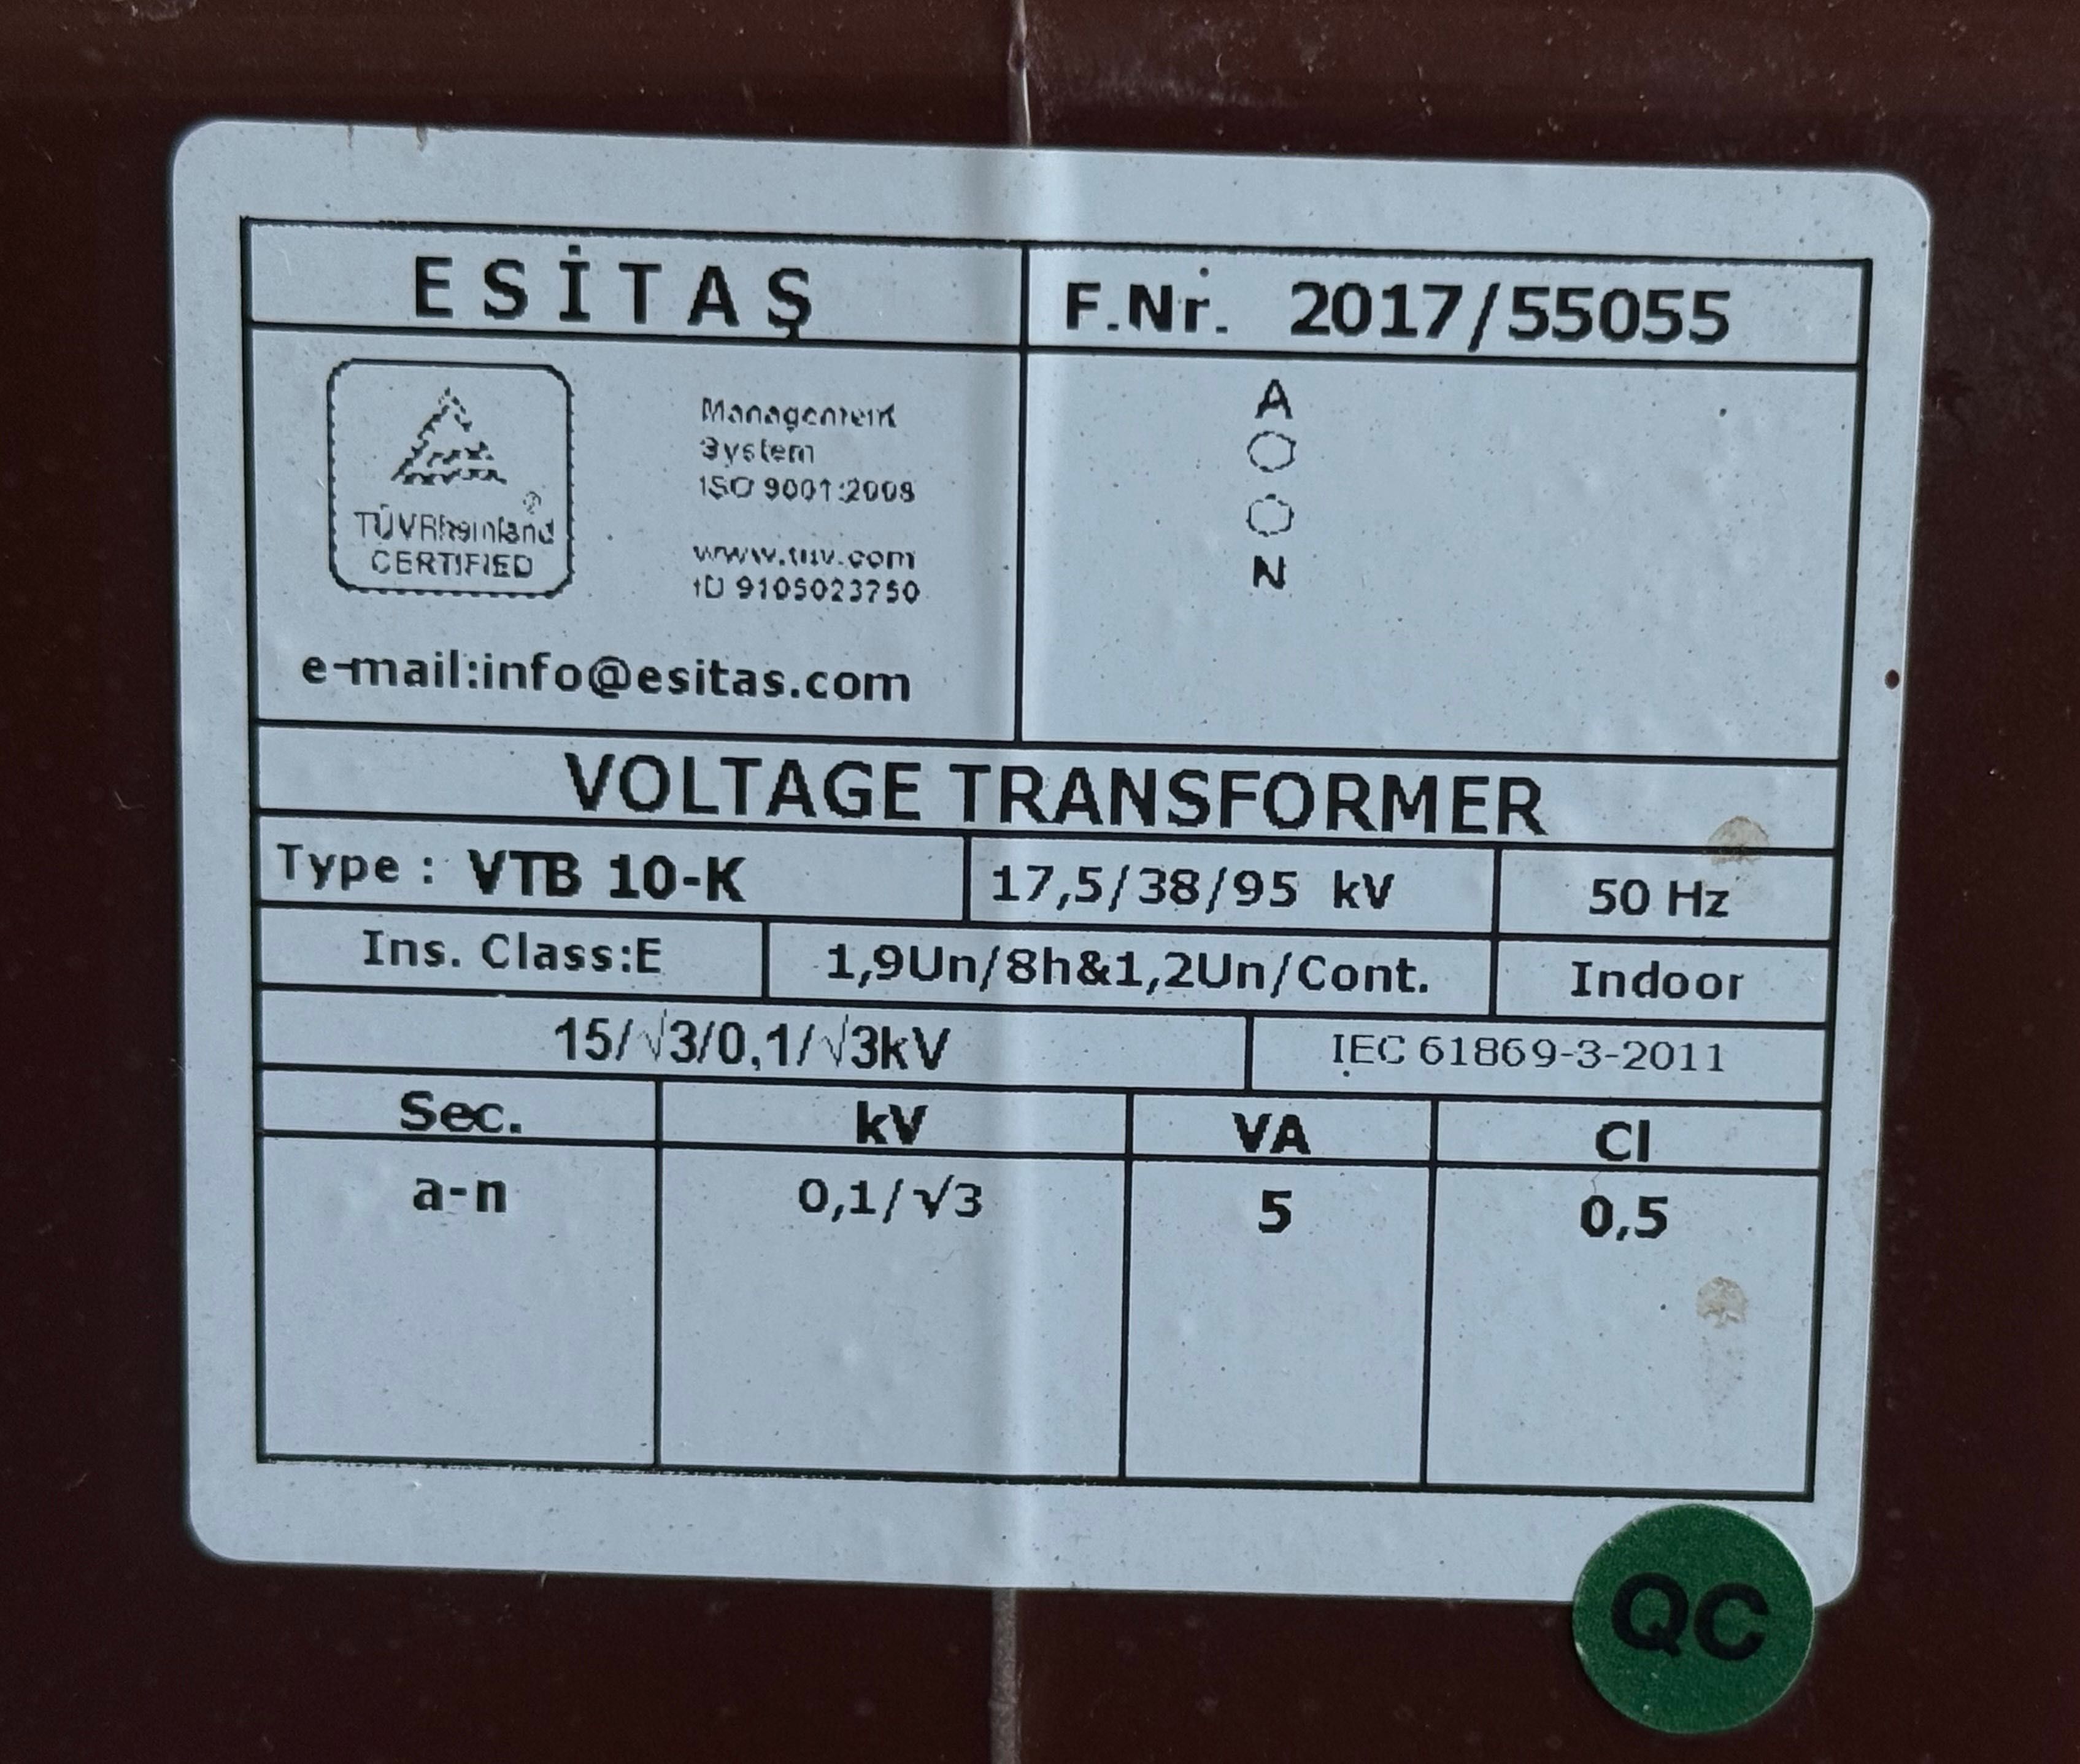 ESİTAŞ
F.Nr. 2017/55055
TÜVRheinland
CERTIFIED
Management
System
ISO 9001:2008
www.tuv.com
ID 9105023750
e-mail:info@esitas.com
A
N
VOLTAGE TRANSFORMER
Type : VTB 10-K
17,5/38/95 kV
50 Hz
Ins. Class:E
1,9Un/8h&1,2Un/Cont.
Indoor
15/√3/0,1/√3kV
IEC 61869-3-2011
Sec. kV VA Cl
a-n 0,1/√3 5 0,5
QC